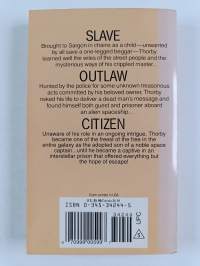 SLAVE
Brought to Sargon in chains as a child—unwanted
by all save a one-legged beggar—Thorby
learned well the wiles of the street people and the
mysterious ways of his crippled master...
OUTLAW
Hunted by the police for some unknown treasonous
acts committed by his beloved owner, Thorby
risked his life to deliver a dead man's message and
found himself both guest and prisoner aboard
an alien spaceship...
CITIZEN
Unaware of his role in an ongoing intrigue, Thorby
became one of the freest of the free in the
entire galaxy as the adopted son of a noble space
captain... until he became a captive in an
interstellar prison that offered everything but
the hope of escape!
ISBN 0-345-34244-5
UPC